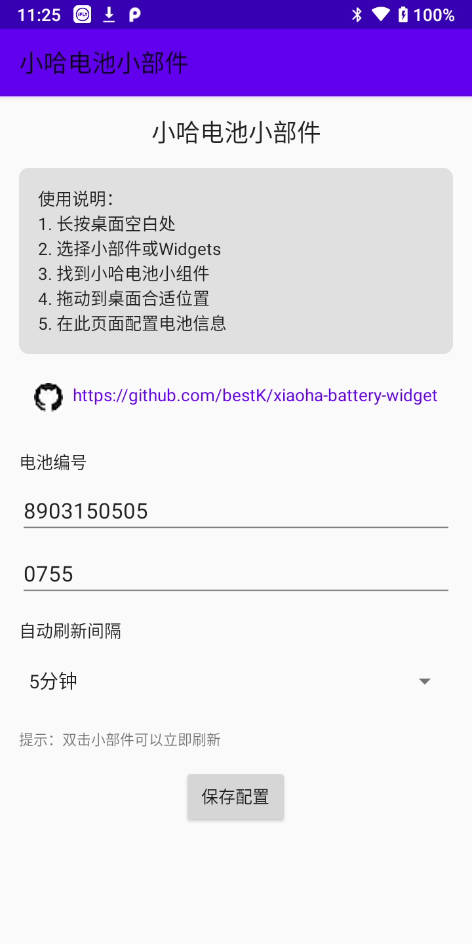 11:25
100%
小哈电池小部件
小哈电池小部件
使用说明：
1. 长按桌面空白处
2. 选择小部件或Widgets
3. 找到小哈电池小组件
4. 拖动到桌面合适位置
5. 在此页面配置电池信息
https://github.com/bestK/xiaoha-battery-widget
电池编号
8903150505
0755
自动刷新间隔
5分钟
提示：双击小部件可以立即刷新
保存配置